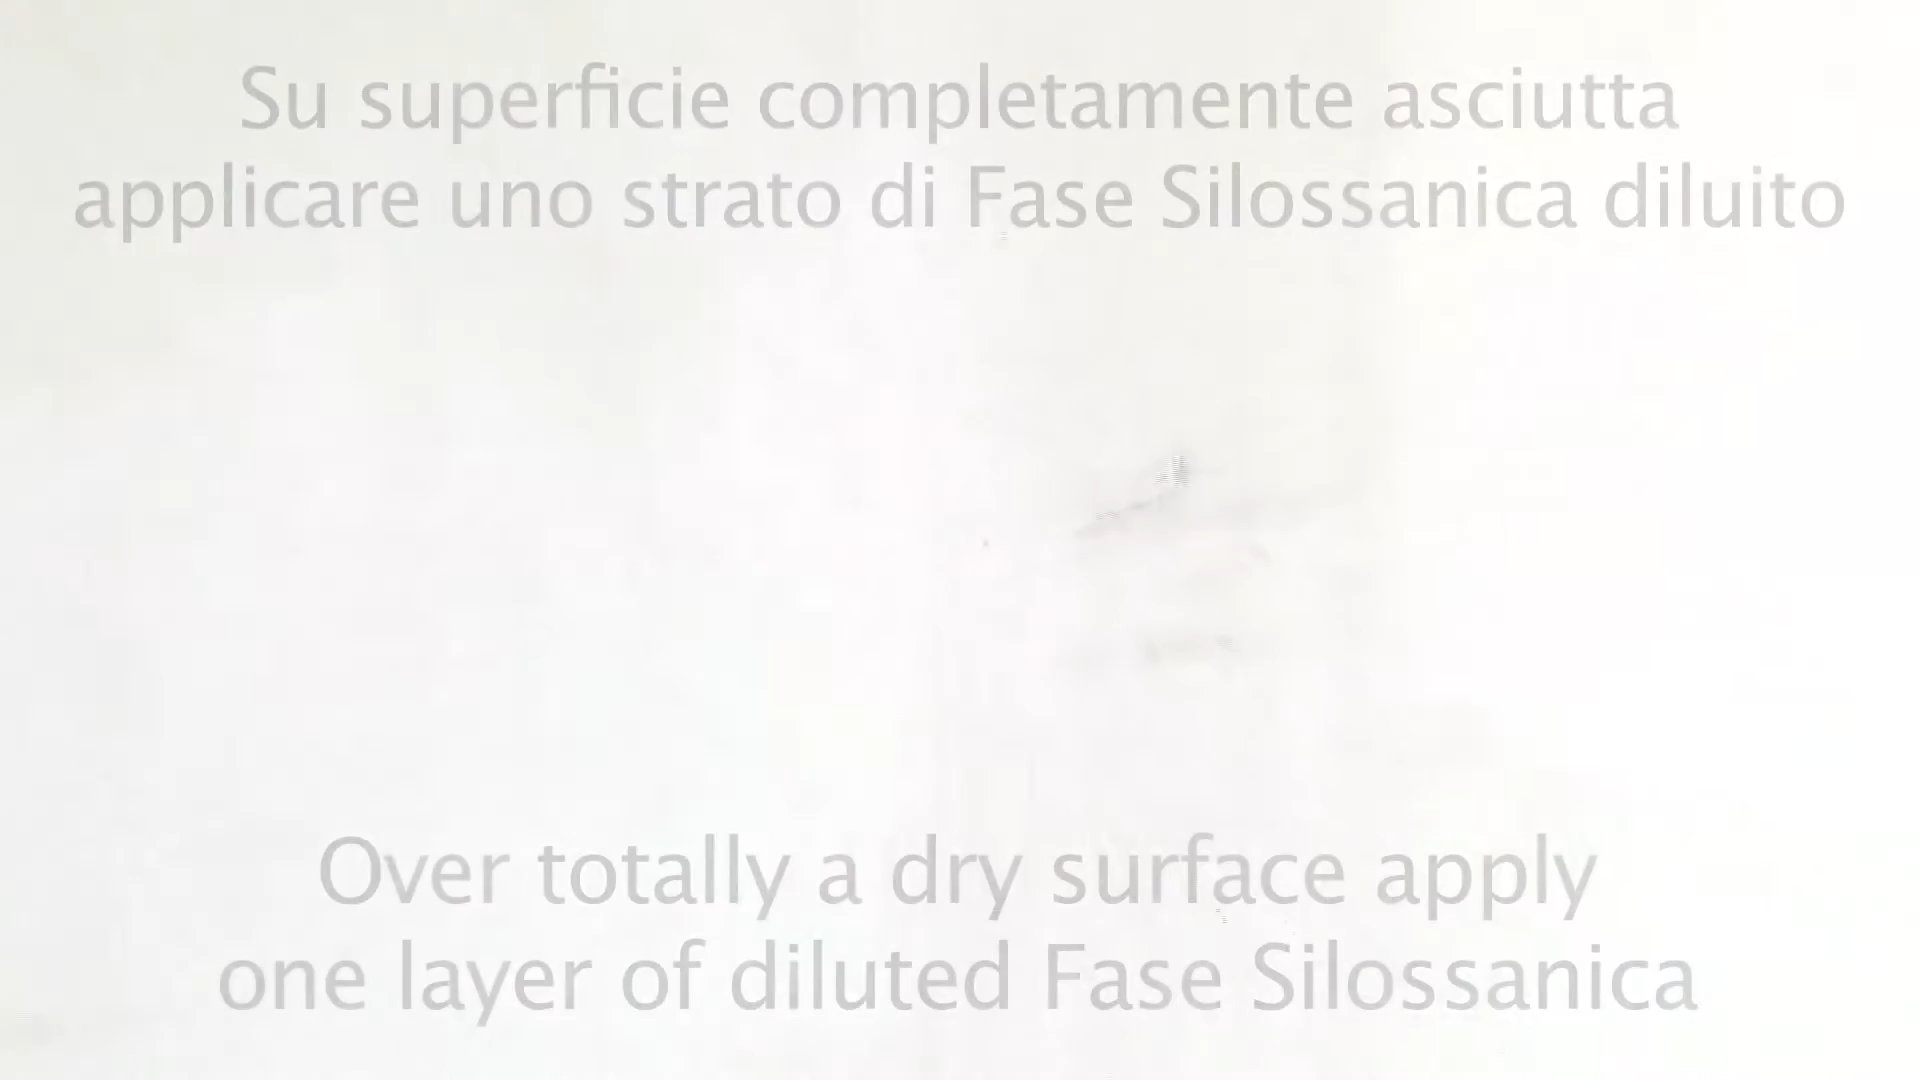 Su superficie completamente asciutta
applicare uno strato di Fase Silossanica diluito
Over totally a dry surface apply
one layer of diluted Fase Silossanica